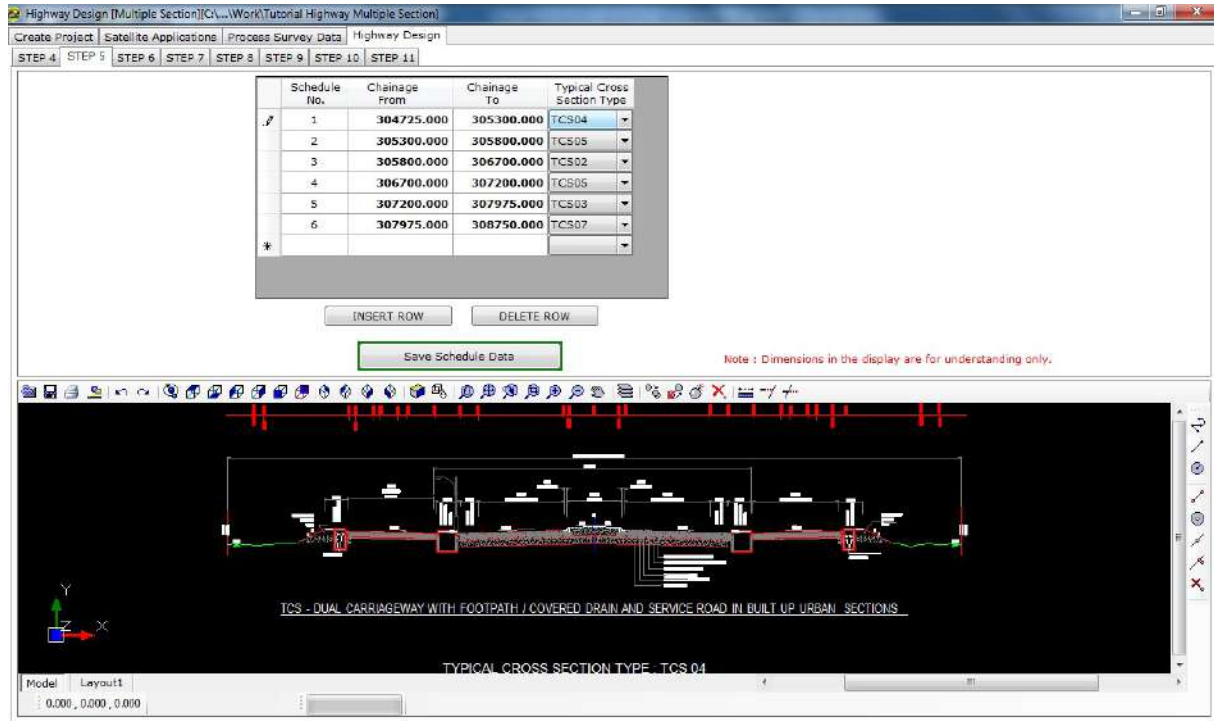 Highway Design [Multiple Section][C:\...\Work\Tutorial Highway Multiple Section]
Create Project Satellite Applications Process Survey Data Highway Design
STEP 4 STEP 5 STEP 6 STEP 7 STEP 8 STEP 9 STEP 10 STEP 11
Schedule No. Chainage From Chainage To Typical Cross Section Type
1 304725.000 305300.000 TCS04
2 305300.000 305800.000 TCS05
3 305800.000 306700.000 TCS02
4 306700.000 307200.000 TCS05
5 307200.000 307975.000 TCS03
6 307975.000 308750.000 TCS07
*
INSERT ROW DELETE ROW
Save Schedule Data
Note : Dimensions in the display are for understanding only.
Y
Z X
TCS - DUAL CARRIAGEWAY WITH FOOTPATH / COVERED DRAIN AND SERVICE ROAD IN BUILT UP URBAN SECTIONS
TYPICAL CROSS SECTION TYPE : TCS 04
Model Layout1
0.000 , 0.000 , 0.000